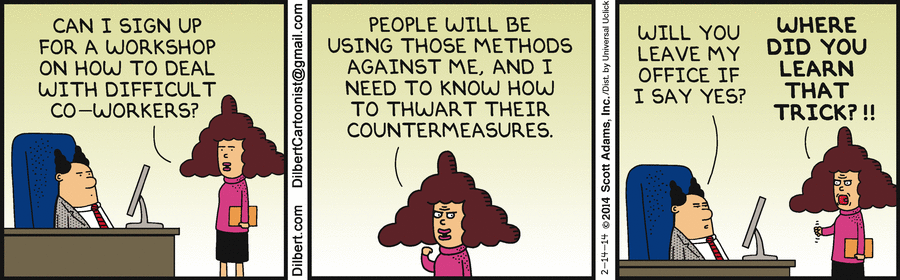 CAN I SIGN UP
FOR A WORKSHOP
ON HOW TO DEAL
WITH DIFFICULT
CO-WORKERS?
Dilbert.com DilbertCartoonist@gmail.com
PEOPLE WILL BE
USING THOSE METHODS
AGAINST ME, AND I
NEED TO KNOW HOW
TO THWART THEIR
COUNTERMEASURES.
2-14-14 ©2014 Scott Adams, Inc. /Dist. by Universal Uclick
WILL YOU
LEAVE MY
OFFICE IF
I SAY YES?
WHERE
DID YOU
LEARN
THAT
TRICK?!!